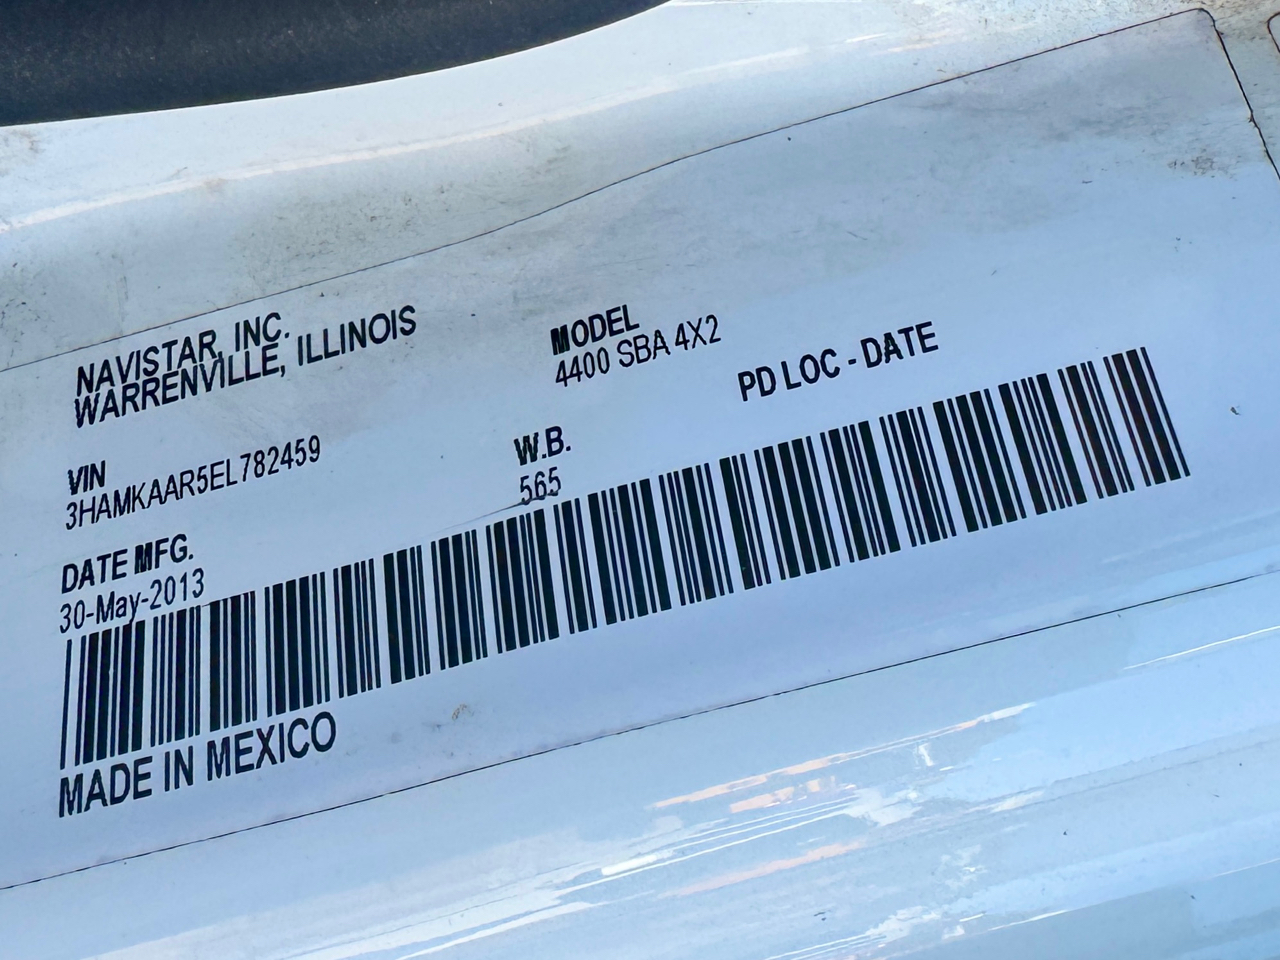 NAVISTAR, INC.
WARRENVILLE, ILLINOIS
MODEL
4400 SBA 4X2
PD LOC - DATE
VIN
3HAMKAAR5EL782459
W.B.
565
DATE MFG.
30-May-2013
MADE IN MEXICO